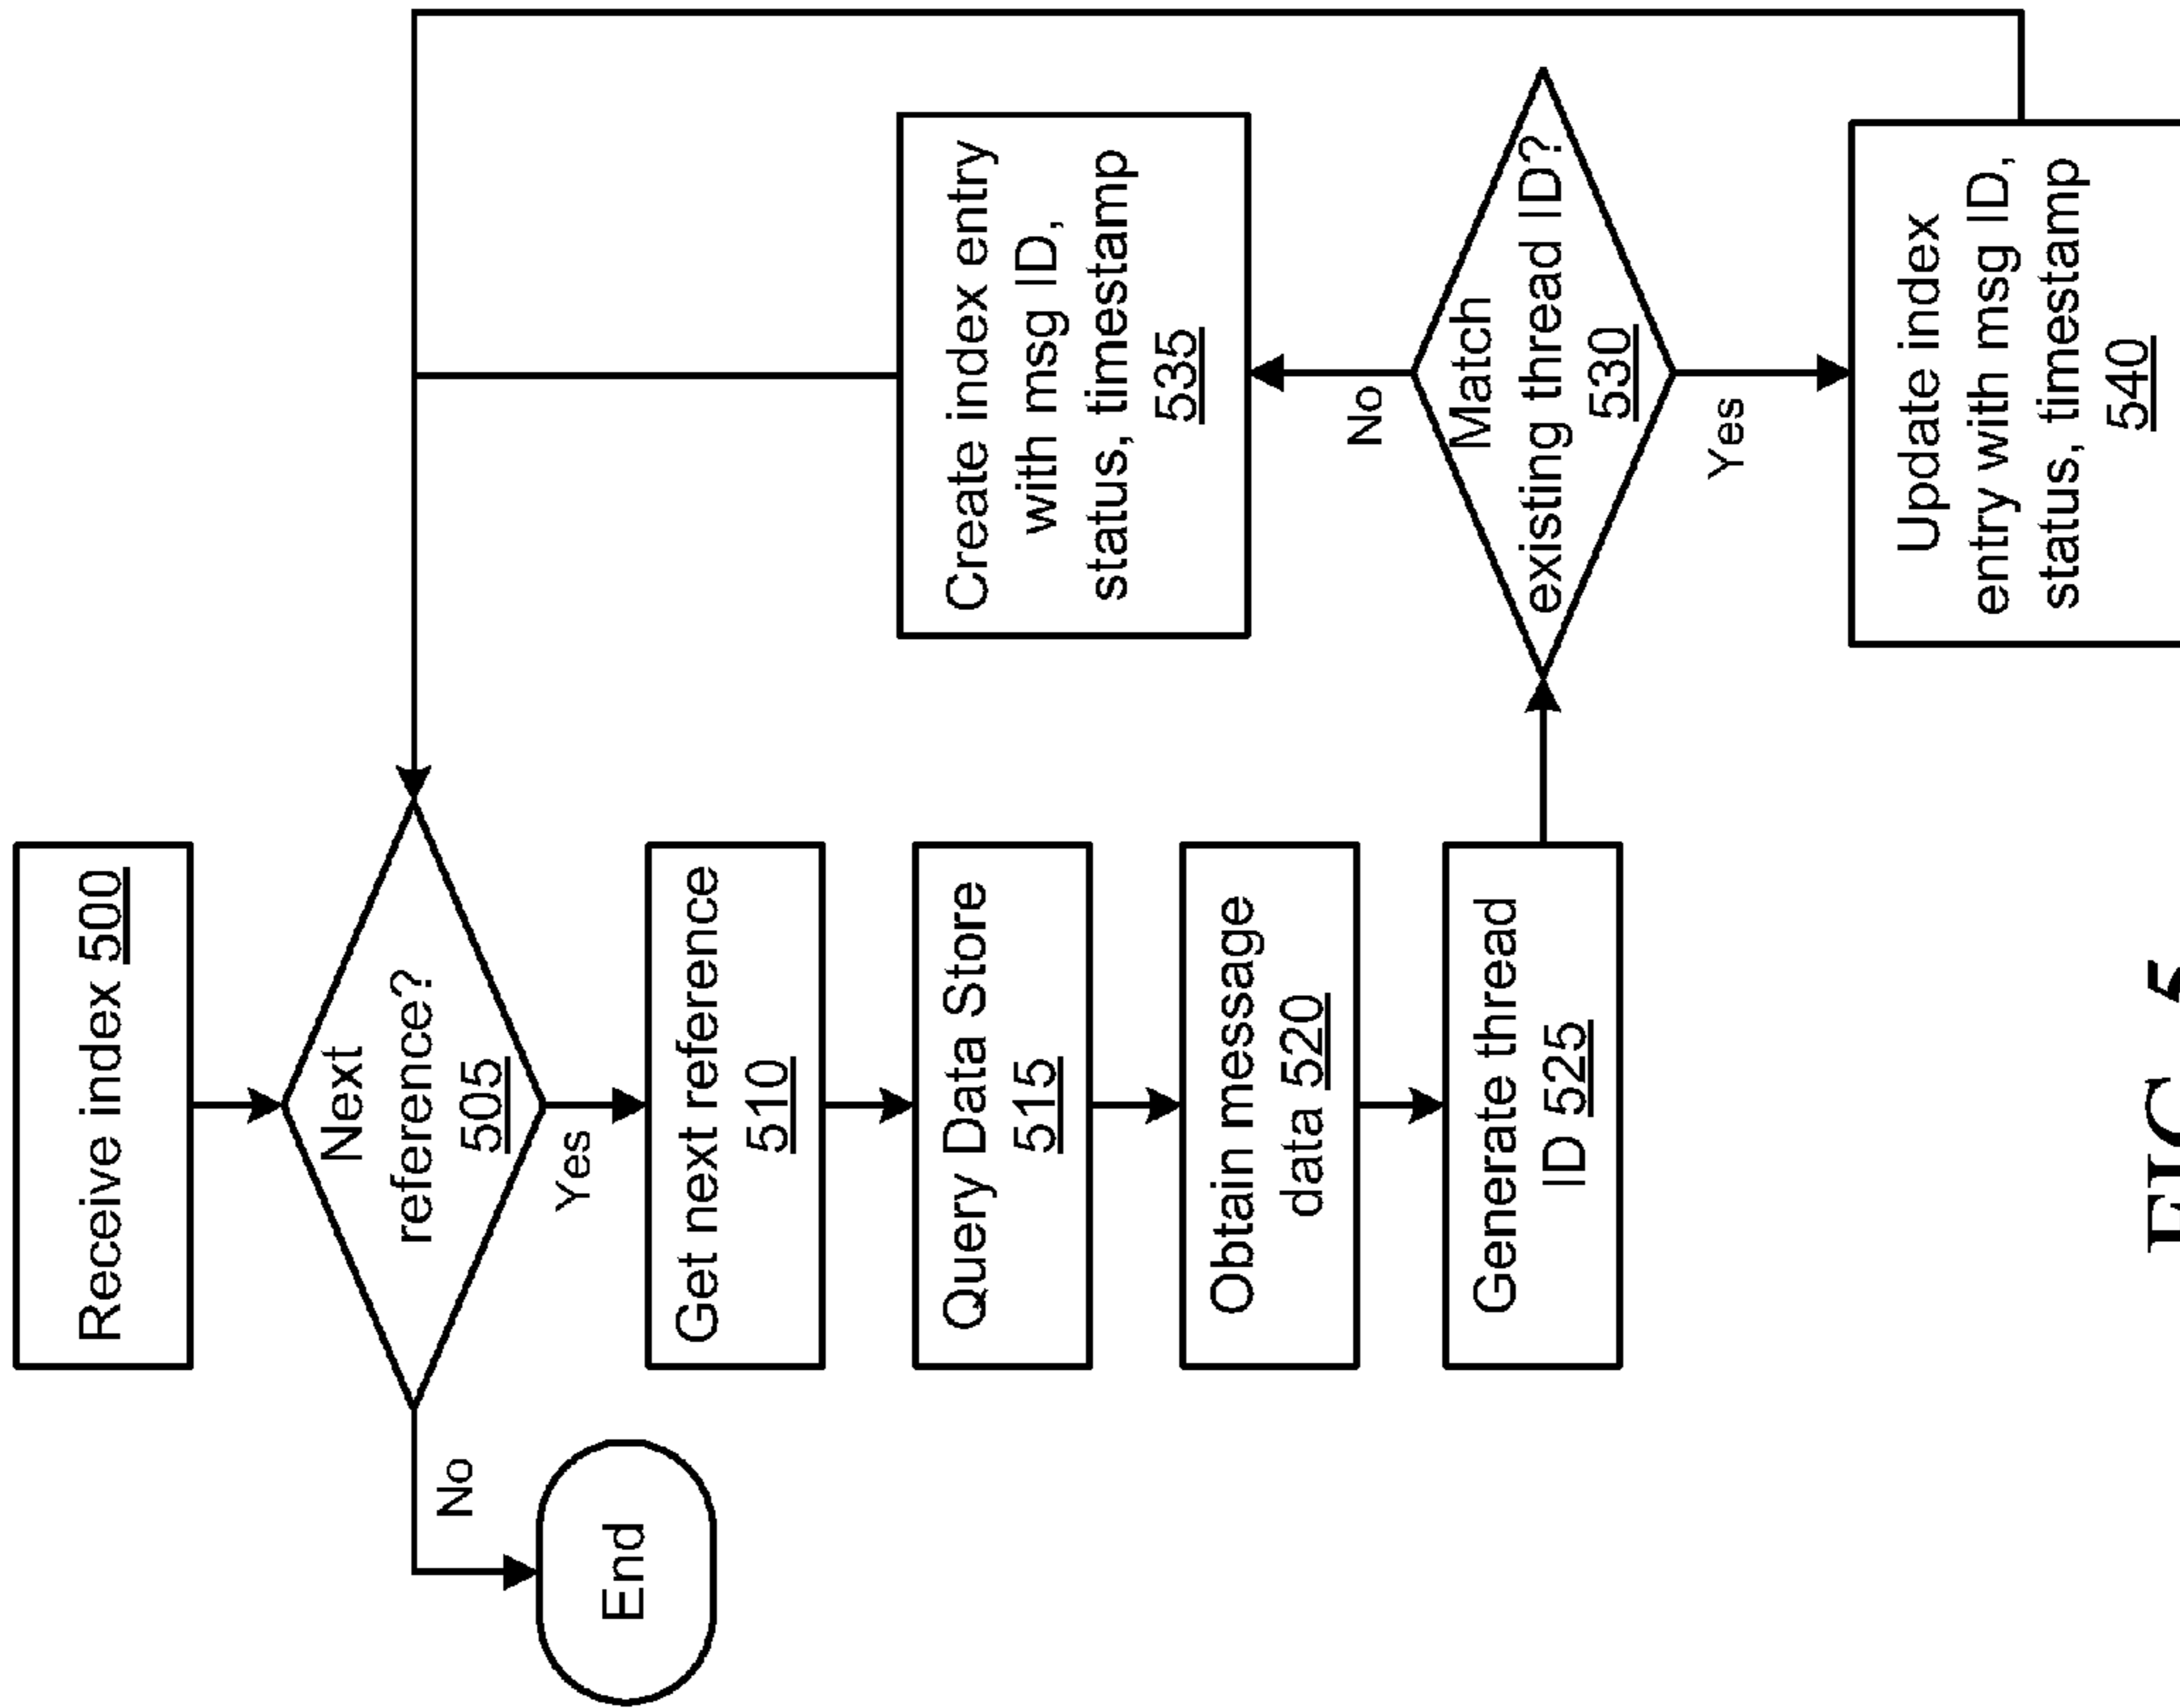 Receive index 500
Next
reference?
505
No
End
Yes
Get next reference
510
Query Data Store
515
Obtain message
data 520
Generate thread
ID 525
Match
existing thread ID?
530
No
Create index entry
with msg ID,
status, timestamp
535
Yes
Update index
entry with msg ID,
status, timestamp
540
FIG. 5